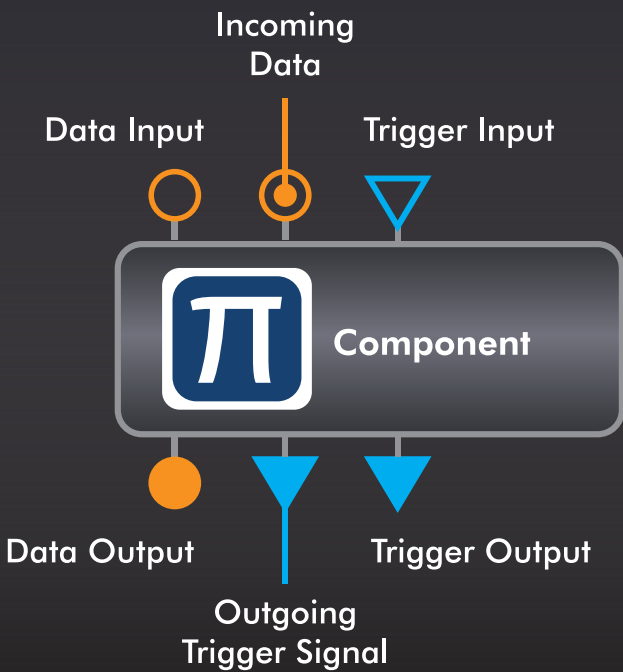 Incoming
Data
Data Input
Trigger Input
π
Component
Data Output
Trigger Output
Outgoing
Trigger Signal